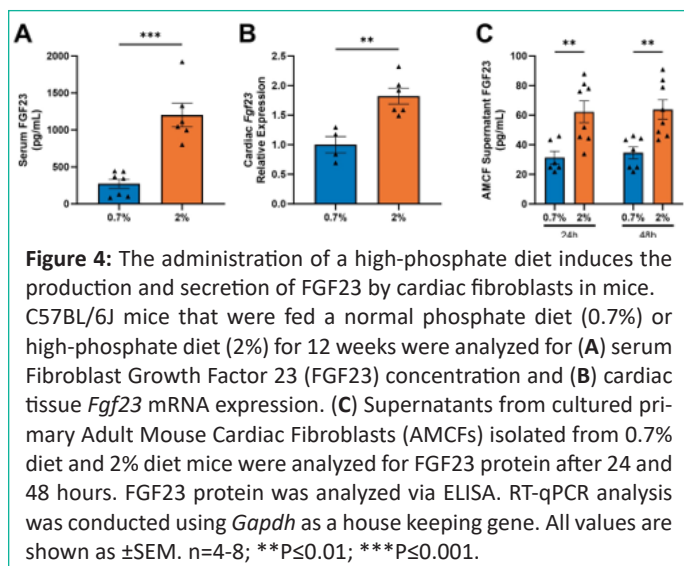 A
B
C
***
**
**
**
Serum FGF23
(pg/mL)
2000
1500
1000
500
0
0.7%
2%
Cardiac Fgf23
Relative Expression
2.5
2.0
1.5
1.0
0.5
0.0
0.7%
2%
AMCF Supernatant FGF23
(pg/mL)
120
100
80
60
40
20
0
0.7% 2% 0.7% 2%
24h 48h
Figure 4: The administration of a high-phosphate diet induces the
production and secretion of FGF23 by cardiac fibroblasts in mice.
C57BL/6J mice that were fed a normal phosphate diet (0.7%) or
high-phosphate diet (2%) for 12 weeks were analyzed for (A) serum
Fibroblast Growth Factor 23 (FGF23) concentration and (B) cardiac
tissue Fgf23 mRNA expression. (C) Supernatants from cultured pri-
mary Adult Mouse Cardiac Fibroblasts (AMCFs) isolated from 0.7%
diet and 2% diet mice were analyzed for FGF23 protein after 24 and
48 hours. FGF23 protein was analyzed via ELISA. RT-qPCR analysis
was conducted using Gapdh as a house keeping gene. All values are
shown as ±SEM. n=4-8; **P≤0.01; ***P≤0.001.